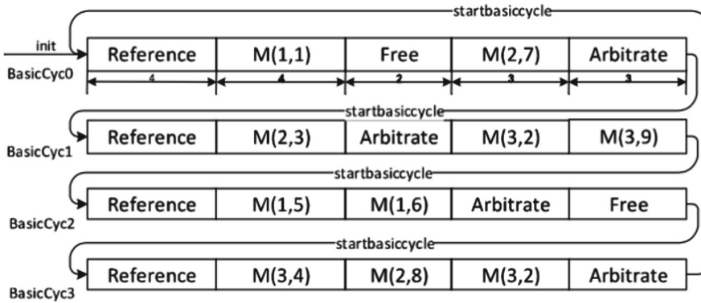 startbasiccycle
init
Reference M(1,1) Free M(2,7) Arbitrate
BasicCyc0
4 4 2 3 3
startbasiccycle
Reference M(2,3) Arbitrate M(3,2) M(3,9)
BasicCyc1
startbasiccycle
Reference M(1,5) M(1,6) Arbitrate Free
BasicCyc2
startbasiccycle
Reference M(3,4) M(2,8) M(3,2) Arbitrate
BasicCyc3